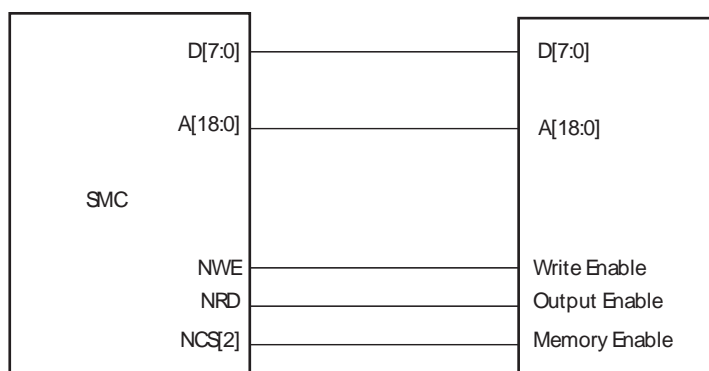 D[7:0] D[7:0]
A[18:0] A[18:0]
SMC
NWE Write Enable
NRD Output Enable
NCS[2] Memory Enable